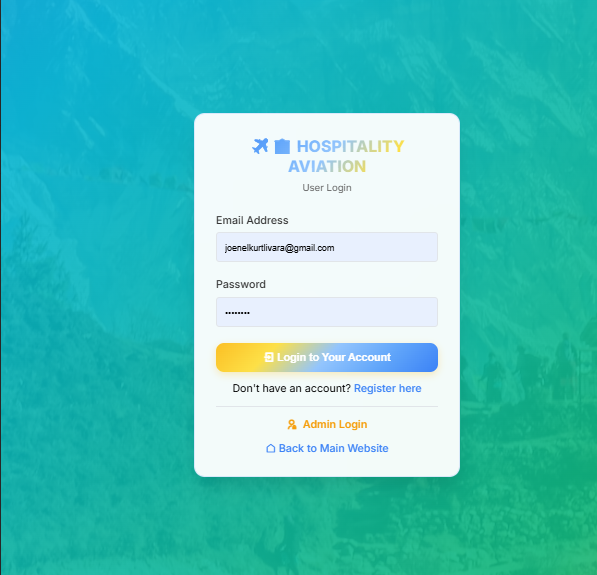 HOSPITALITY
AVIATION
User Login
Email Address
joenelkurtlivara@gmail.com
Password
••••••••
Login to Your Account
Don't have an account? Register here
Admin Login
Back to Main Website